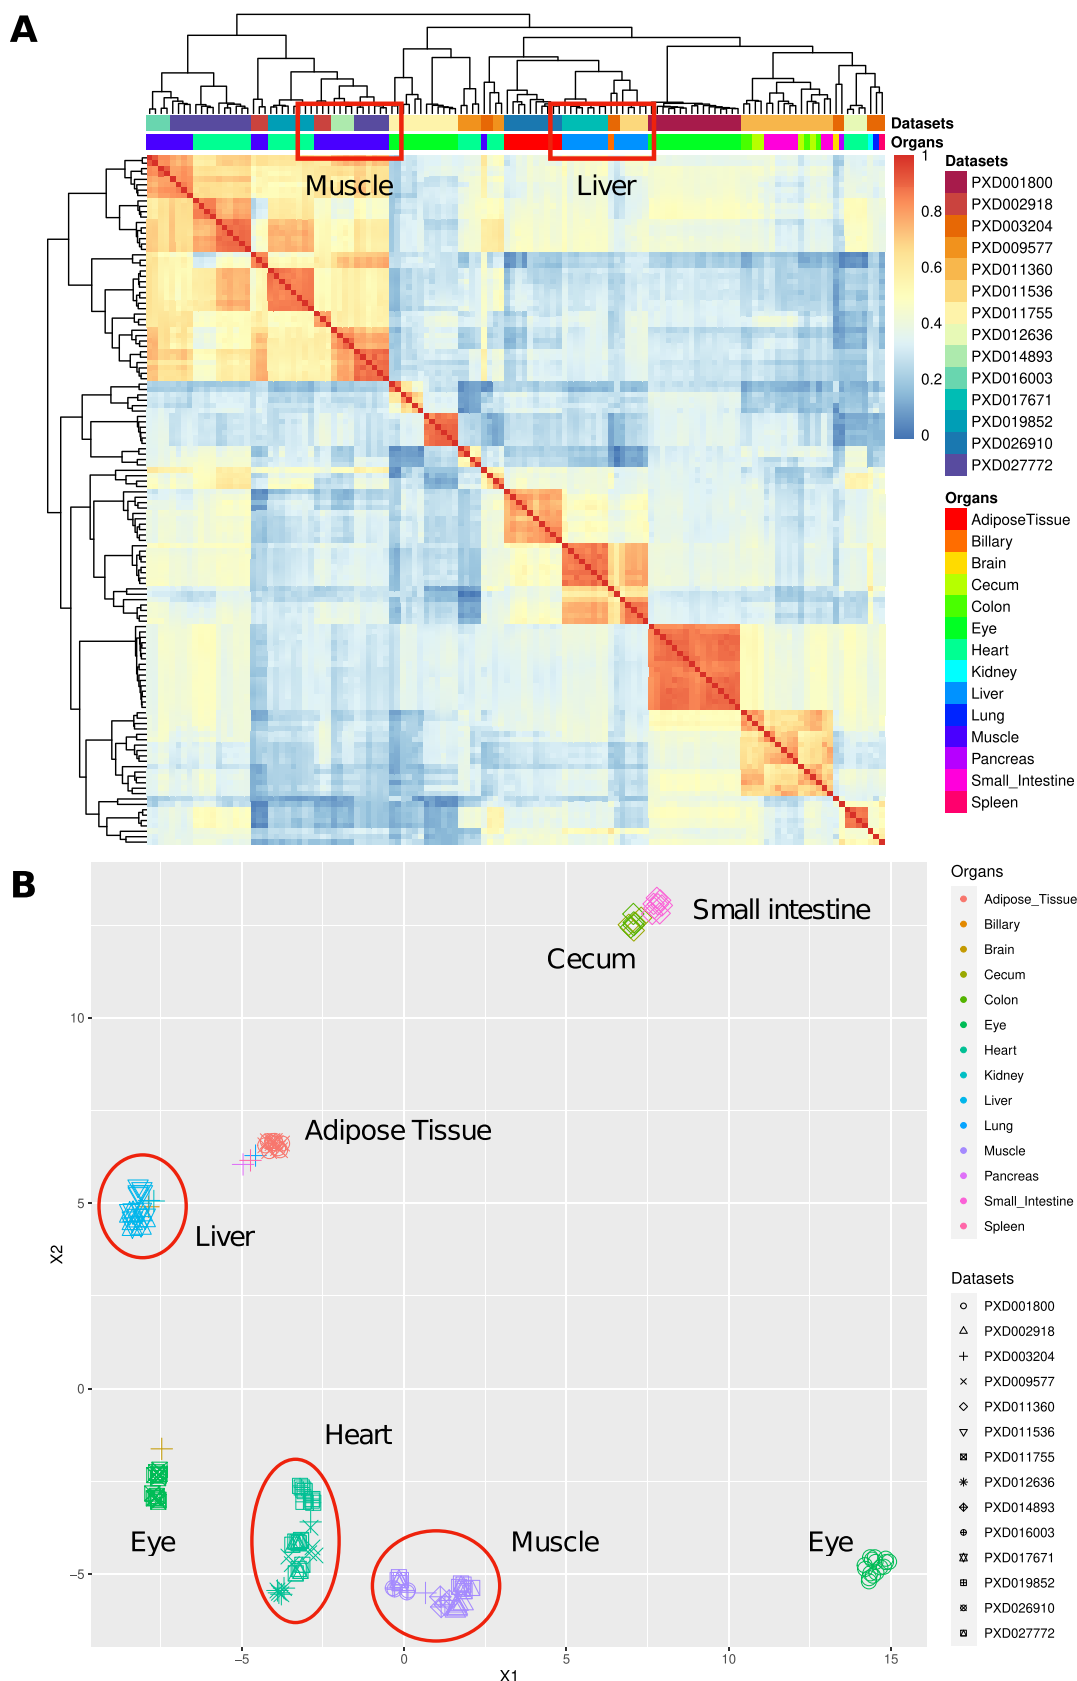 A
Datasets
Organs
Muscle
Liver
1
0.8
0.6
0.4
0.2
0
Datasets
PXD001800
PXD002918
PXD003204
PXD009577
PXD011360
PXD011536
PXD011755
PXD012636
PXD014893
PXD016003
PXD017671
PXD019852
PXD026910
PXD027772
Organs
AdiposeTissue
Billary
Brain
Cecum
Colon
Eye
Heart
Kidney
Liver
Lung
Muscle
Pancreas
Small_Intestine
Spleen
B
Small intestine
Cecum
Adipose Tissue
Liver
Heart
Eye
Muscle
Eye
10
5
0
−5
X2
−5
0
5
10
15
X1
Organs
Adipose_Tissue
Billary
Brain
Cecum
Colon
Eye
Heart
Kidney
Liver
Lung
Muscle
Pancreas
Small_Intestine
Spleen
Datasets
PXD001800
PXD002918
PXD003204
PXD009577
PXD011360
PXD011536
PXD011755
PXD012636
PXD014893
PXD016003
PXD017671
PXD019852
PXD026910
PXD027772